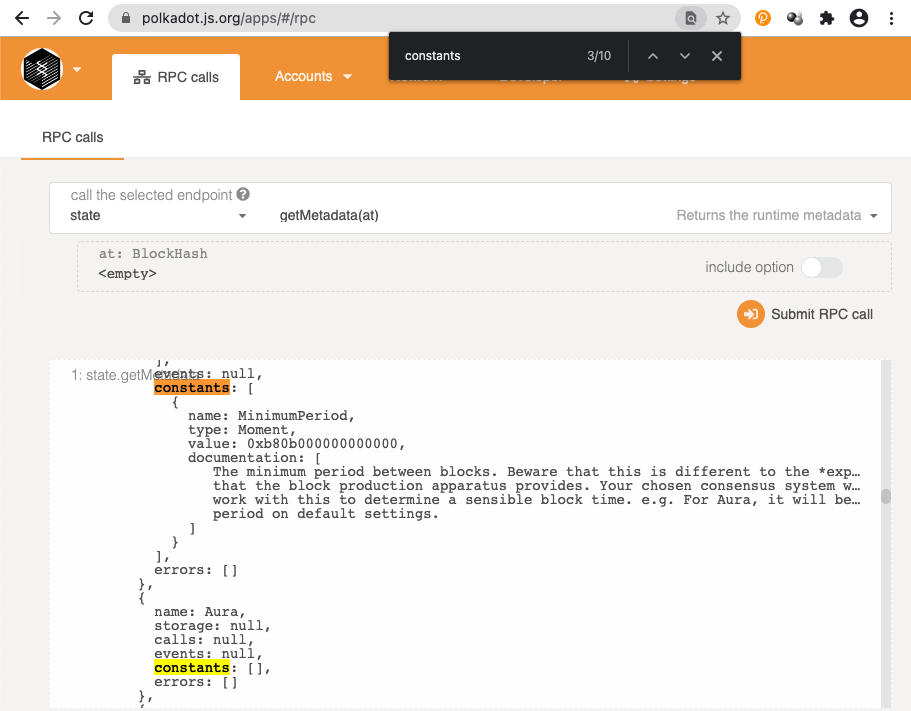 polkadot.js.org/apps/#/rpc
constants
3/10
RPC calls
Accounts
RPC calls
call the selected endpoint
state
getMetadata(at)
Returns the runtime metadata
at: BlockHash
<empty>
include option
Submit RPC call
],
1: state.getMetadata
events: null,
constants: [
{
name: MinimumPeriod,
type: Moment,
value: 0xb80b000000000000,
documentation: [
The minimum period between blocks. Beware that this is different to the *exp…
that the block production apparatus provides. Your chosen consensus system w…
work with this to determine a sensible block time. e.g. For Aura, it will be…
period on default settings.
]
}
],
errors: []
},
{
name: Aura,
storage: null,
calls: null,
events: null,
constants: [],
errors: []
},